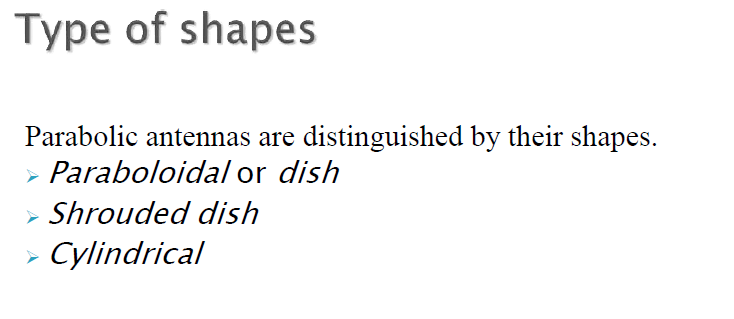 Type of shapes
Parabolic antennas are distinguished by their shapes.
➢ Paraboloidal or dish
➢ Shrouded dish
➢ Cylindrical